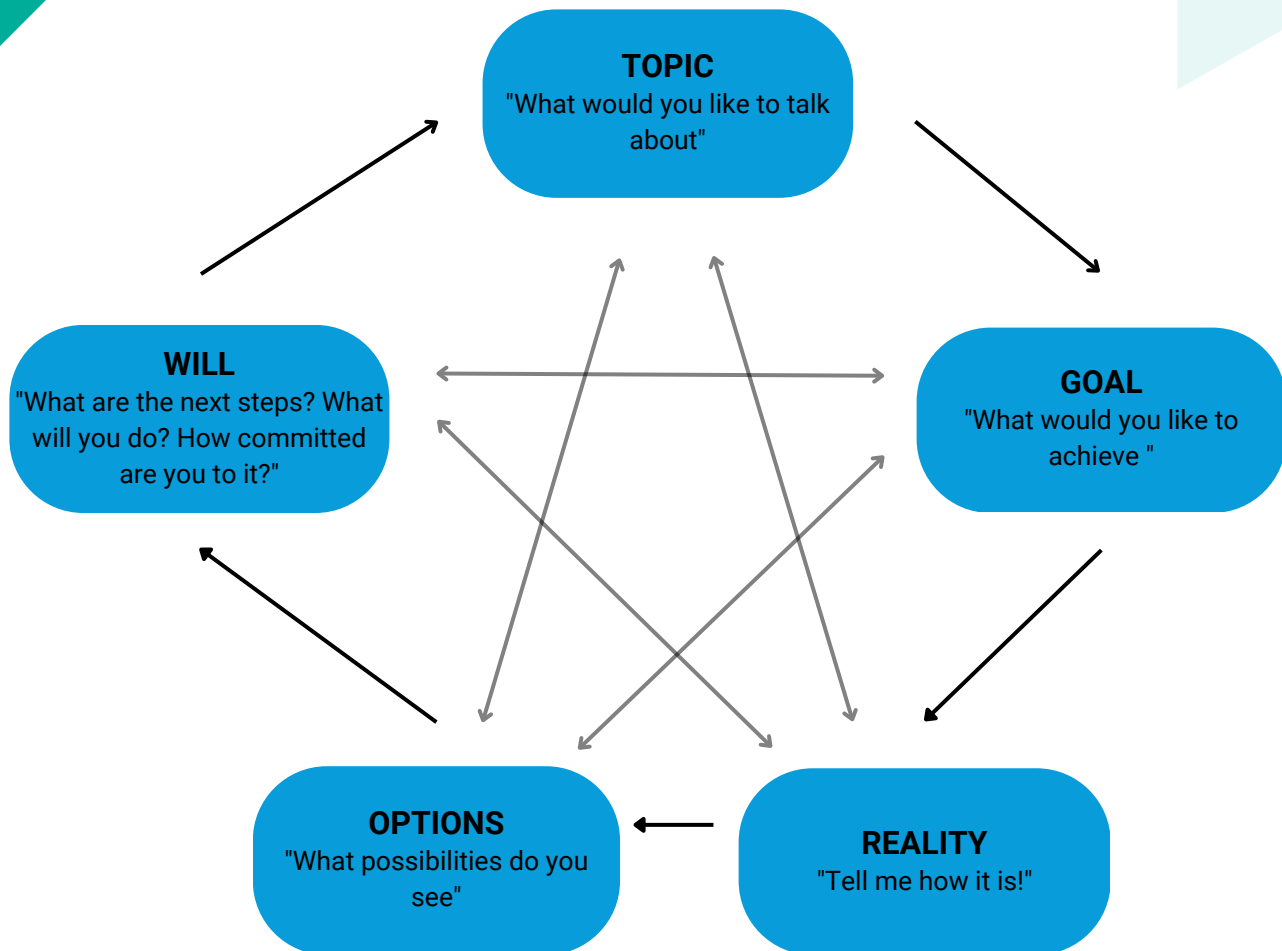 TOPIC
"What would you like to talk
about"
WILL
"What are the next steps? What
will you do? How committed
are you to it?"
GOAL
"What would you like to
achieve "
OPTIONS
"What possibilities do you
see"
REALITY
"Tell me how it is!"